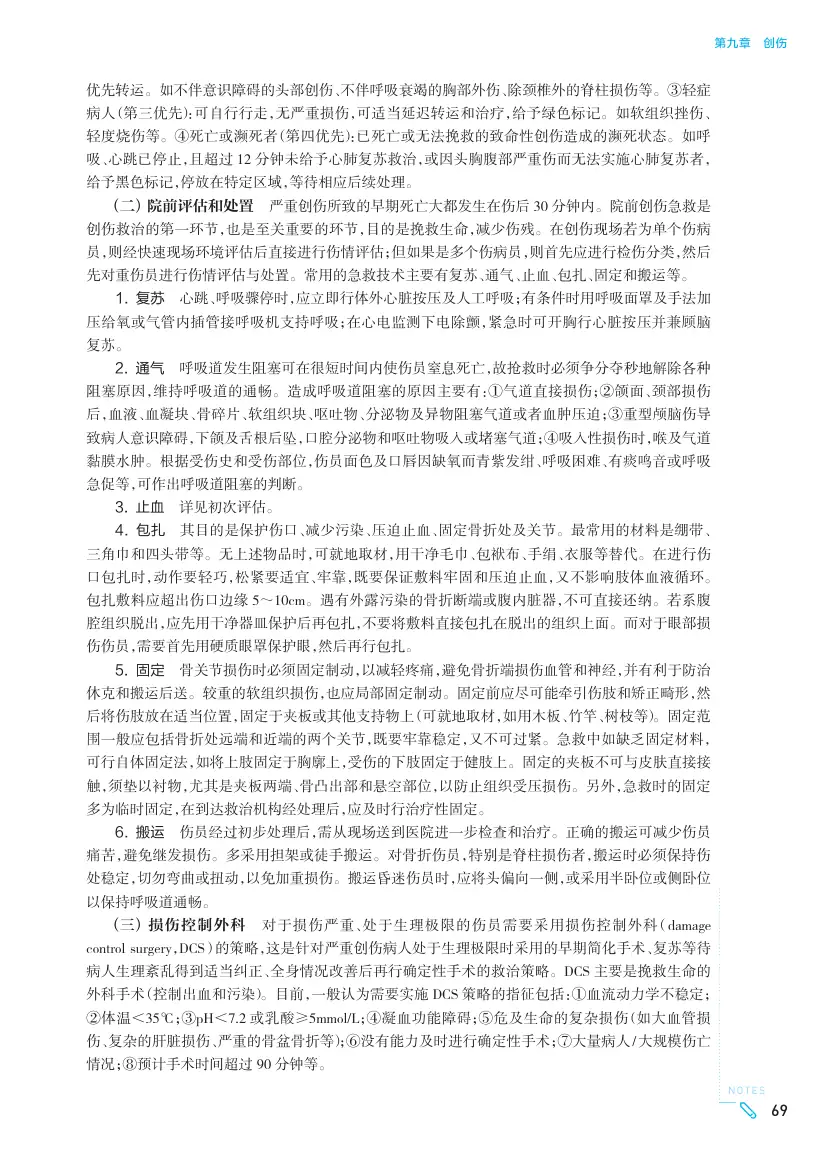 第九章 创伤
优先转运。如不伴意识障碍的头部创伤、不伴呼吸衰竭的胸部外伤、除颈椎外的脊柱损伤等。③轻症
病人(第三优先):可自行行走,无严重损伤,可适当延迟转运和治疗,给予绿色标记。如软组织挫伤、
轻度烧伤等。④死亡或濒死者(第四优先):已死亡或无法挽救的致命性创伤造成的濒死状态。如呼
吸、心跳已停止,且超过 12 分钟未给予心肺复苏救治,或因头胸腹部严重伤而无法实施心肺复苏者,
给予黑色标记,停放在特定区域,等待相应后续处理。
(二) 院前评估和处置 严重创伤所致的早期死亡大都发生在伤后 30 分钟内。院前创伤急救是
创伤救治的第一环节,也是至关重要的环节,目的是挽救生命,减少伤残。在创伤现场若为单个伤病
员,则经快速现场环境评估后直接进行伤情评估;但如果是多个伤病员,则首先应进行检伤分类,然后
先对重伤员进行伤情评估与处置。常用的急救技术主要有复苏、通气、止血、包扎、固定和搬运等。
1. 复苏 心跳、呼吸骤停时,应立即行体外心脏按压及人工呼吸;有条件时用呼吸面罩及手法加
压给氧或气管内插管接呼吸机支持呼吸;在心电监测下电除颤,紧急时可开胸行心脏按压并兼顾脑
复苏。
2. 通气 呼吸道发生阻塞可在很短时间内使伤员窒息死亡,故抢救时必须争分夺秒地解除各种
阻塞原因,维持呼吸道的通畅。造成呼吸道阻塞的原因主要有:①气道直接损伤;②颌面、颈部损伤
后,血液、血凝块、骨碎片、软组织块、呕吐物、分泌物及异物阻塞气道或者血肿压迫;③重型颅脑伤导
致病人意识障碍,下颌及舌根后坠,口腔分泌物和呕吐物吸入或堵塞气道;④吸入性损伤时,喉及气道
黏膜水肿。根据受伤史和受伤部位,伤员面色及口唇因缺氧而青紫发绀、呼吸困难、有痰鸣音或呼吸
急促等,可作出呼吸道阻塞的判断。
3. 止血 详见初次评估。
4. 包扎 其目的是保护伤口、减少污染、压迫止血、固定骨折处及关节。最常用的材料是绷带、
三角巾和四头带等。无上述物品时,可就地取材,用干净毛巾、包袱布、手绢、衣服等替代。在进行伤
口包扎时,动作要轻巧,松紧要适宜、牢靠,既要保证敷料牢固和压迫止血,又不影响肢体血液循环。
包扎敷料应超出伤口边缘 5～10cm。遇有外露污染的骨折断端或腹内脏器,不可直接还纳。若系腹
腔组织脱出,应先用干净器皿保护后再包扎,不要将敷料直接包扎在脱出的组织上面。而对于眼部损
伤伤员,需要首先用硬质眼罩保护眼,然后再行包扎。
5. 固定 骨关节损伤时必须固定制动,以减轻疼痛,避免骨折端损伤血管和神经,并有利于防治
休克和搬运后送。较重的软组织损伤,也应局部固定制动。固定前应尽可能牵引伤肢和矫正畸形,然
后将伤肢放在适当位置,固定于夹板或其他支持物上(可就地取材,如用木板、竹竿、树枝等)。固定范
围一般应包括骨折处远端和近端的两个关节,既要牢靠稳定,又不可过紧。急救中如缺乏固定材料,
可行自体固定法,如将上肢固定于胸廓上,受伤的下肢固定于健肢上。固定的夹板不可与皮肤直接接
触,须垫以衬物,尤其是夹板两端、骨凸出部和悬空部位,以防止组织受压损伤。另外,急救时的固定
多为临时固定,在到达救治机构经处理后,应及时行治疗性固定。
6. 搬运 伤员经过初步处理后,需从现场送到医院进一步检查和治疗。正确的搬运可减少伤员
痛苦,避免继发损伤。多采用担架或徒手搬运。对骨折伤员,特别是脊柱损伤者,搬运时必须保持伤
处稳定,切勿弯曲或扭动,以免加重损伤。搬运昏迷伤员时,应将头偏向一侧,或采用半卧位或侧卧位
以保持呼吸道通畅。
(三) 损伤控制外科 对于损伤严重、处于生理极限的伤员需要采用损伤控制外科(damage
control surgery,DCS)的策略,这是针对严重创伤病人处于生理极限时采用的早期简化手术、复苏等待
病人生理紊乱得到适当纠正、全身情况改善后再行确定性手术的救治策略。DCS 主要是挽救生命的
外科手术(控制出血和污染)。目前,一般认为需要实施 DCS 策略的指征包括:①血流动力学不稳定;
②体温＜35℃;③pH＜7.2 或乳酸≥5mmol/L;④凝血功能障碍;⑤危及生命的复杂损伤(如大血管损
伤、复杂的肝脏损伤、严重的骨盆骨折等);⑥没有能力及时进行确定性手术;⑦大量病人/大规模伤亡
情况;⑧预计手术时间超过 90 分钟等。
NOTES
69